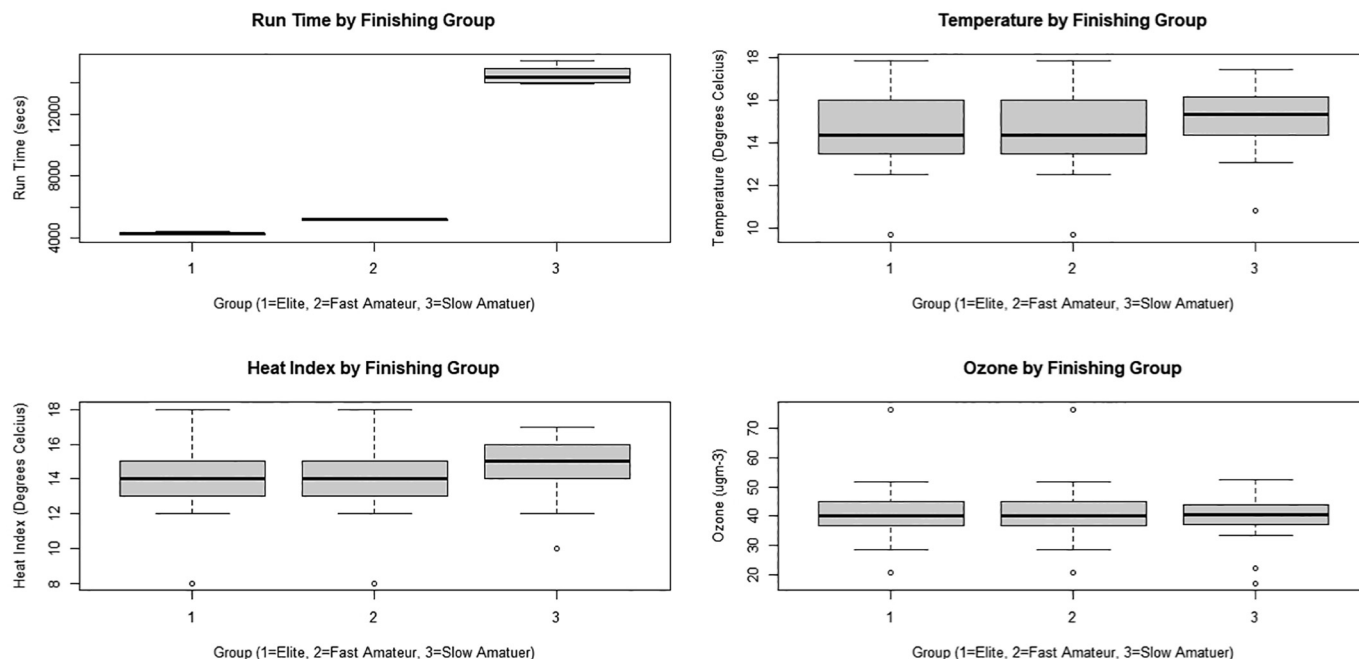 Run Time by Finishing Group
Run Time (secs)
4000
8000
12000
1
2
3
Group (1=Elite, 2=Fast Amateur, 3=Slow Amatuer)
Temperature by Finishing Group
Temperature (Degrees Celcius)
10
12
14
16
18
1
2
3
Group (1=Elite, 2=Fast Amateur, 3=Slow Amatuer)
Heat Index by Finishing Group
Heat Index (Degrees Celcius)
8
10
12
14
16
18
1
2
3
Group (1=Elite, 2=Fast Amateur, 3=Slow Amatuer)
Ozone by Finishing Group
Ozone (ugm-3)
20
30
40
50
60
70
1
2
3
Group (1=Elite, 2=Fast Amateur, 3=Slow Amatuer)